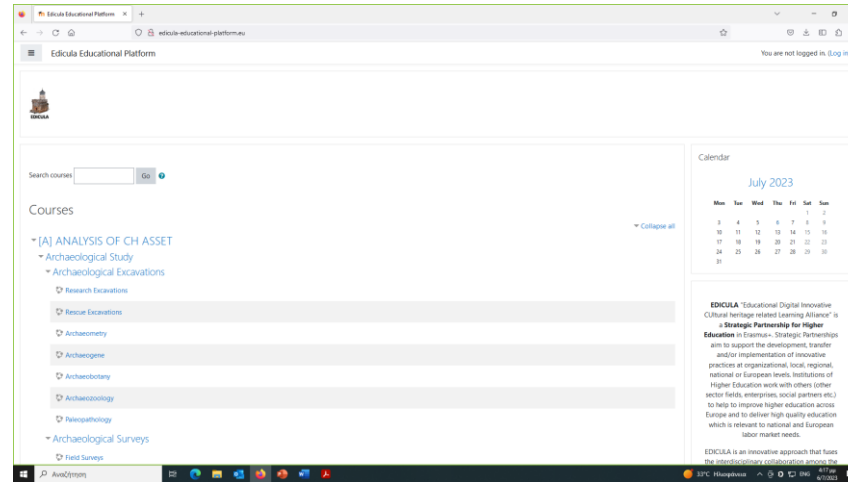 Edicula Educational Platform
edicula-educational-platform.eu
Edicula Educational Platform
You are not logged in. (Log in
EDICULA
Search courses
Go
Courses
Collapse all
[A] ANALYSIS OF CH ASSET
Archaeological Study
Archaeological Excavations
Research Excavations
Rescue Excavations
Archaeometry
Archaeogene
Archaeobotany
Archaeozoology
Paleopathology
Archaeological Surveys
Field Surveys
Calendar
July 2023
Mon Tue Wed Thu Fri Sat Sun
1 2
3 4 5 6 7 8 9
10 11 12 13 14 15 16
17 18 19 20 21 22 23
24 25 26 27 28 29 30
31
EDICULA "Educational Digital Innovative
CUltural heritage related Learning Alliance" is
a Strategic Partnership for Higher
Education in Erasmus+. Strategic Partnerships
aim to support the development, transfer
and/or implementation of innovative
practices at organizational, local, regional,
national or European levels. Institutions of
Higher Education work with others (other
sector fields, enterprises, social partners etc.)
to help to improve higher education across
Europe and to deliver high quality education
which is relevant to national and European
labor market needs.
EDICULA is an innovative approach that fuses
the interdisciplinary collaboration among the
Αναζήτηση
33°C Ηλιοφάνεια
ENG
4:17 μμ
6/7/2023